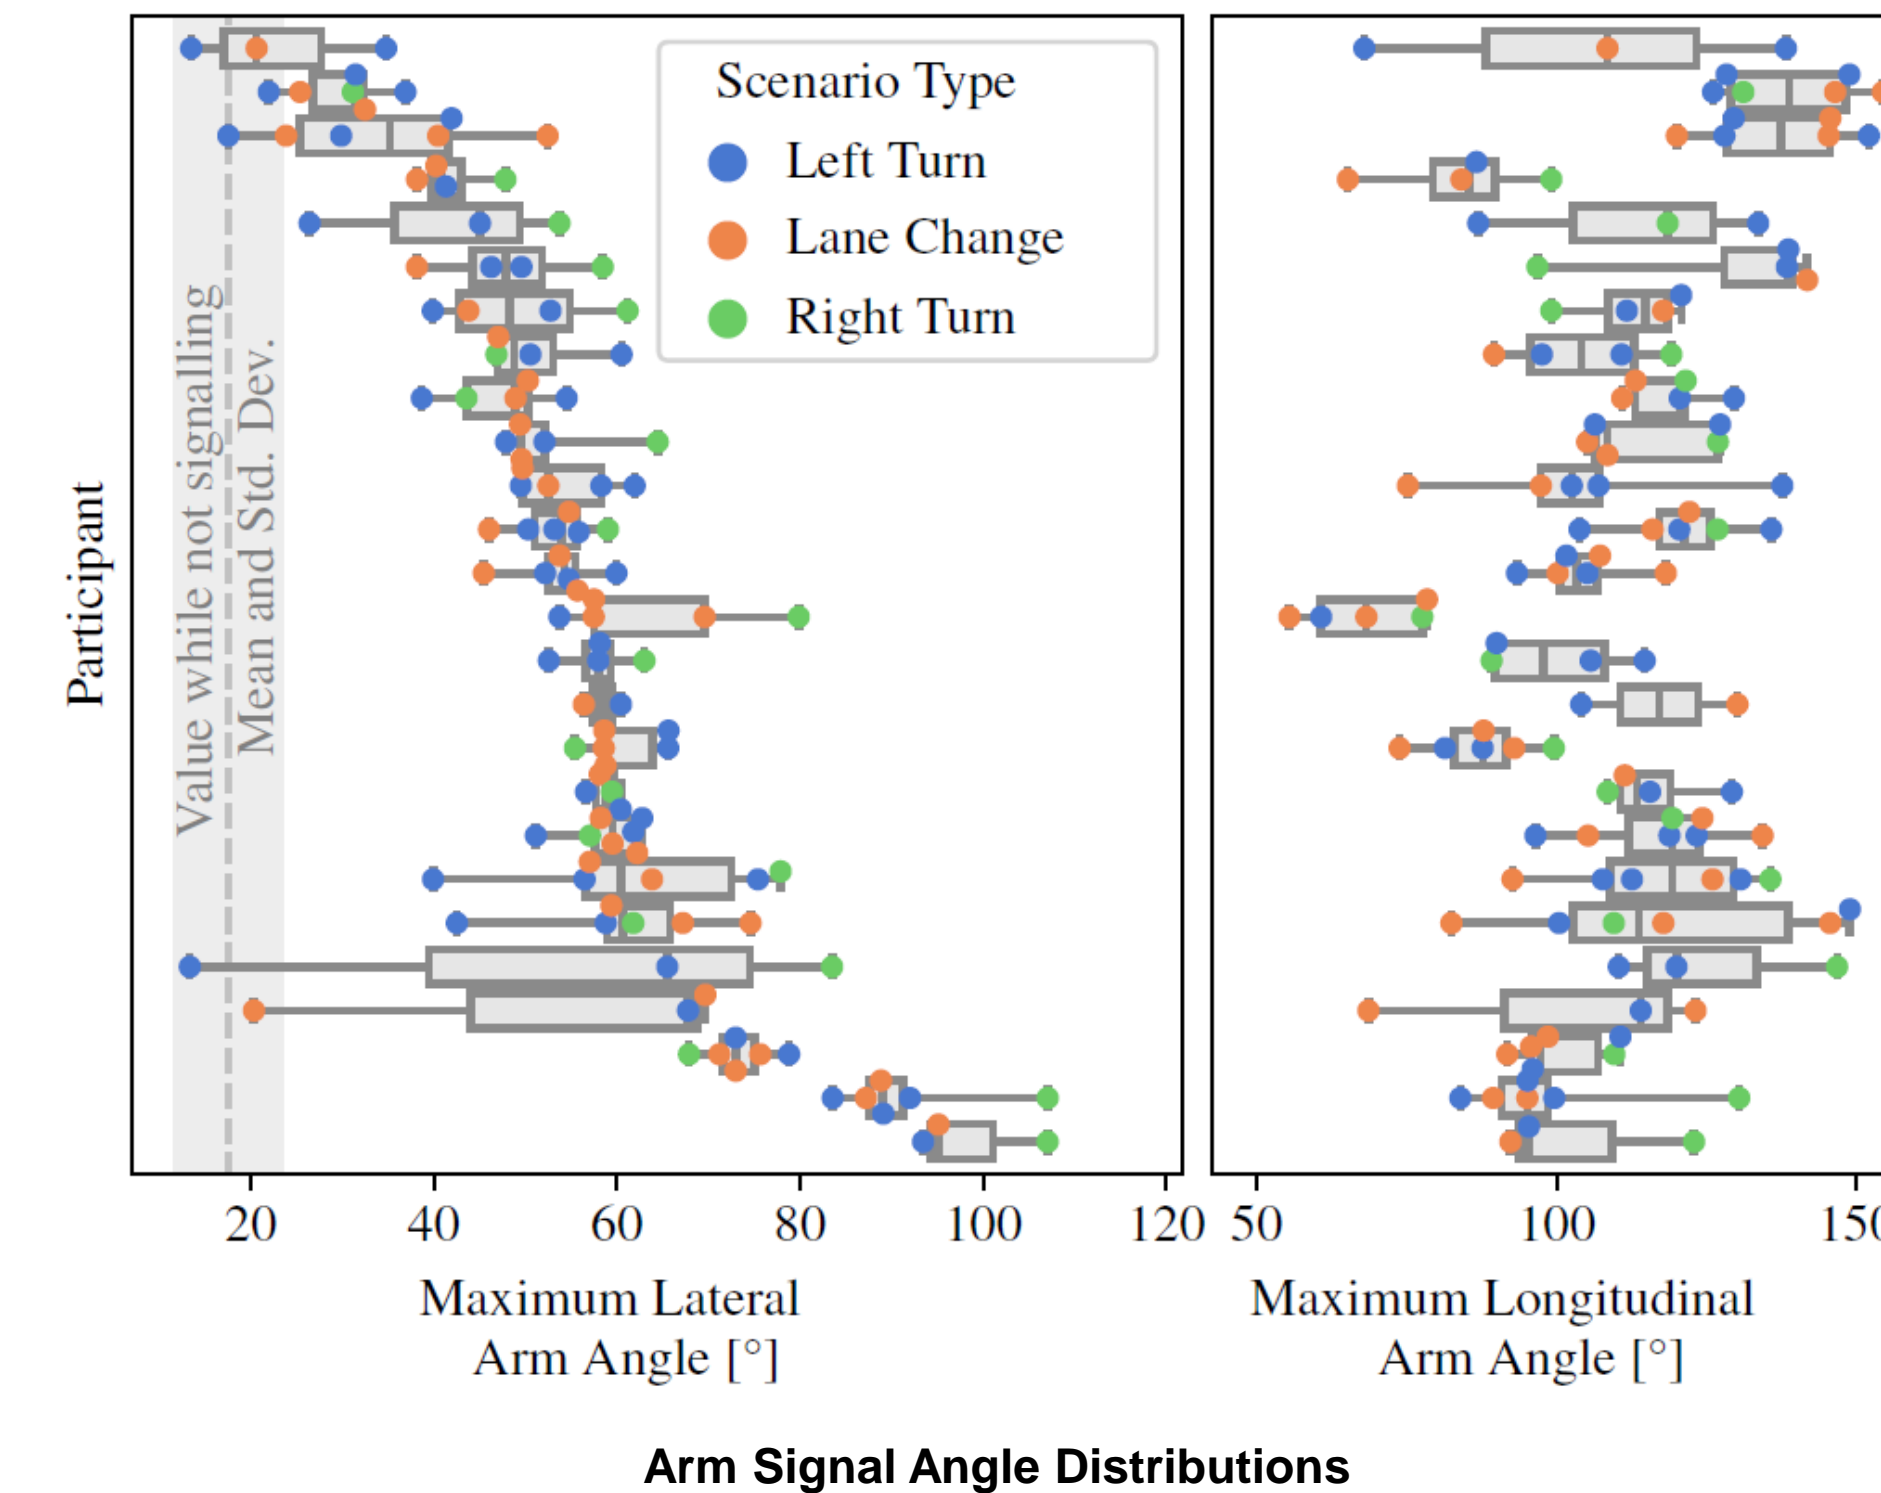 Scenario Type
Left Turn
Lane Change
Right Turn
Value while not signalling
Mean and Std. Dev.
Participant
20 40 60 80 100 120 50 100 150
Maximum Lateral
Arm Angle [°]
Maximum Longitudinal
Arm Angle [°]
Arm Signal Angle Distributions